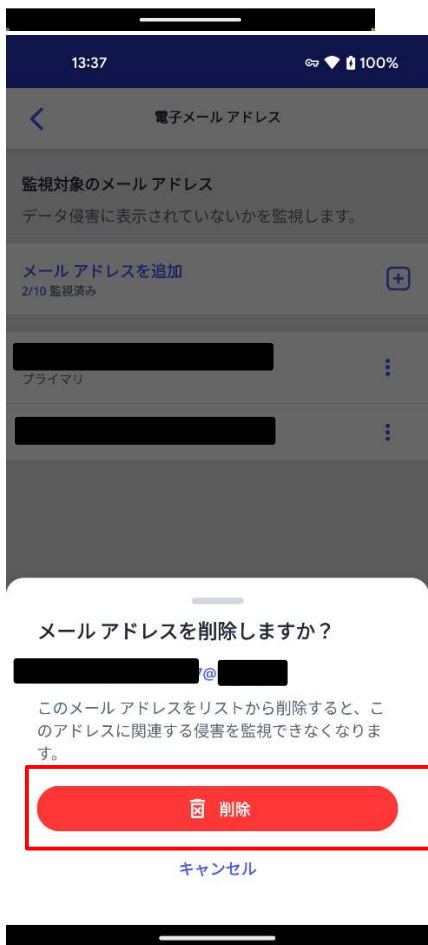 13:37
100%
電子メール アドレス
監視対象のメール アドレス
データ侵害に表示されていないかを監視します。
メール アドレスを追加
2/10 監視済み
プライマリ
メール アドレスを削除しますか？
@
このメール アドレスをリストから削除すると、こ
のアドレスに関連する侵害を監視できなくなりま
す。
削除
キャンセル